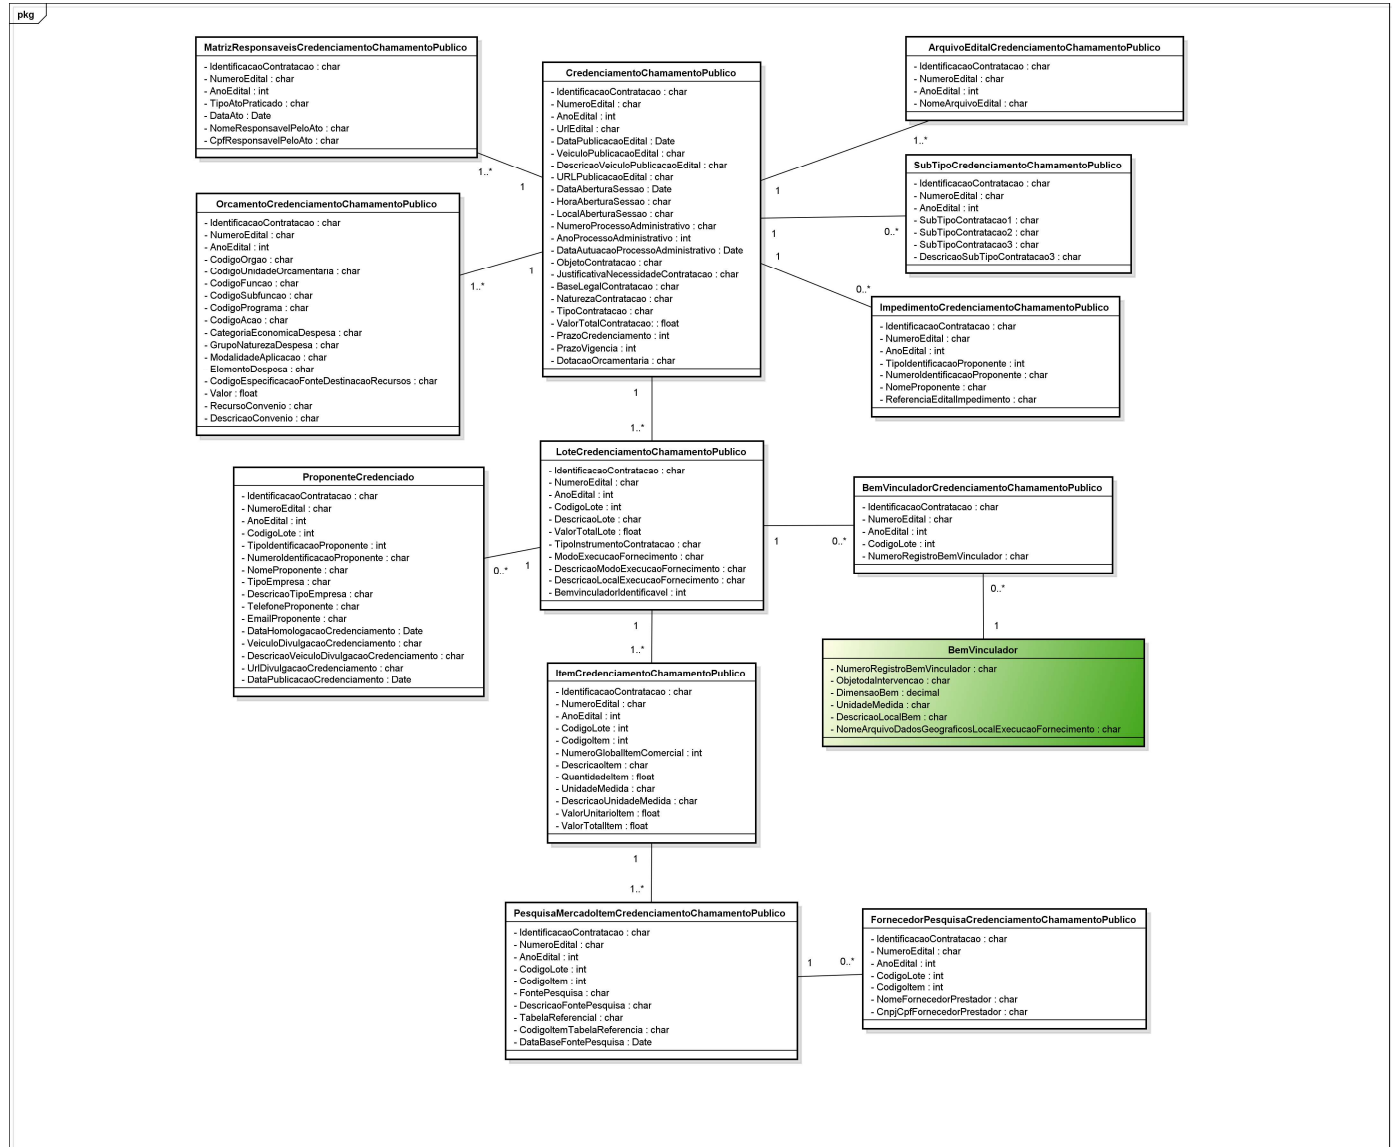 pkg
MatrizResponsaveisCredenciamentoChamamentoPublico
- IdentificacaoContratacao : char
- NumeroEdital : char
- AnoEdital : int
- TipoAtoPraticado : char
- DataAto : Date
- NomeResponsavelPeloAto : char
- CpfResponsavelPeloAto : char
1..*
1
CredenciamentoChamamentoPublico
- IdentificacaoContratacao : char
- NumeroEdital : char
- AnoEdital : int
- UrlEdital : char
- DataPublicacaoEdital : Date
- VeiculoPublicacaoEdital : char
- DescricaoVeiculoPublicacaoEdital : char
- URLPublicacaoEdital : char
- DataAberturaSessao : Date
- HoraAberturaSessao : char
- LocalAberturaSessao : char
- NumeroProcessoAdministrativo : char
- AnoProcessoAdministrativo : int
- DataAutuacaoProcessoAdministrativo : Date
- ObjetoContratacao : char
- JustificativaNecessidadeContratacao : char
- BaseLegalContratacao : char
- NaturezaContratacao : char
- TipoContratacao : char
- ValorTotalContratacao: : float
- PrazoCredenciamento : int
- PrazoVigencia : int
- DotacaoOrcamentaria : char
ArquivoEditalCredenciamentoChamamentoPublico
- IdentificacaoContratacao : char
- NumeroEdital : char
- AnoEdital : int
- NomeArquivoEdital : char
1..*
1
SubTipoCredenciamentoChamamentoPublico
- IdentificacaoContratacao : char
- NumeroEdital : char
- AnoEdital : int
- SubTipoContratacao1 : char
- SubTipoContratacao2 : char
- SubTipoContratacao3 : char
- DescricaoSubTipoContratacao3 : char
0..*
1
OrcamentoCredenciamentoChamamentoPublico
- IdentificacaoContratacao : char
- NumeroEdital : char
- AnoEdital : int
- CodigoOrgao : char
- CodigoUnidadeOrcamentaria : char
- CodigoFuncao : char
- CodigoSubfuncao : char
- CodigoPrograma : char
- CodigoAcao : char
- CategoriaEconomicaDespesa : char
- GrupoNaturezaDespesa : char
- ModalidadeAplicacao : char
ElementoDespesa : char
- CodigoEspecificacaoFonteDestinacaoRecursos : char
- Valor : float
- RecursoConvenio : char
- DescricaoConvenio : char
1..*
1
ImpedimentoCredenciamentoChamamentoPublico
- IdentificacaoContratacao : char
- NumeroEdital : char
- AnoEdital : int
- TipoIdentificacaoProponente : int
- NumeroIdentificacaoProponente : char
- NomeProponente : char
- ReferenciaEditalImpedimento : char
1
0..*
1
1..*
LoteCredenciamentoChamamentoPublico
- IdentificacaoContratacao : char
- NumeroEdital : char
- AnoEdital : int
- CodigoLote : int
- DescricaoLote : char
- ValorTotalLote : float
- TipoInstrumentoContratacao : char
- ModoExecucaoFornecimento : char
- DescricaoModoExecucaoFornecimento : char
- DescricaoLocalExecucaoFornecimento : char
- BemvinculadorIdentificavel : int
ProponenteCredenciado
- IdentificacaoContratacao : char
- NumeroEdital : char
- AnoEdital : int
- CodigoLote : int
- TipoIdentificacaoProponente : int
- NumeroIdentificacaoProponente : char
- NomeProponente : char
- TipoEmpresa : char
- DescricaoTipoEmpresa : char
- TelefoneProponente : char
- EmailProponente : char
- DataHomologacaoCredenciamento : Date
- VeiculoDivulgacaoCredenciamento : char
- DescricaoVeiculoDivulgacaoCredenciamento : char
- UrlDivulgacaoCredenciamento : char
- DataPublicacaoCredenciamento : Date
0..*
1
BemVinculadorCredenciamentoChamamentoPublico
- IdentificacaoContratacao : char
- NumeroEdital : char
- AnoEdital : int
- CodigoLote : int
- NumeroRegistroBemVinculador : char
1
0..*
0..*
1
BemVinculador
- NumeroRegistroBemVinculador : char
- ObjetodaIntervencao : char
- DimensaoBem : decimal
- UnidadeMedida : char
- DescricaoLocalBem : char
- NomeArquivoDadosGeograficosLocalExecucaoFornecimento : char
1
1..*
ItemCredenciamentoChamamentoPublico
- IdentificacaoContratacao : char
- NumeroEdital : char
- AnoEdital : int
- CodigoLote : int
- CodigoItem : int
- NumeroGlobalItemComercial : int
- DescricaoItem : char
- QuantidadeItem : float
- UnidadeMedida : char
- DescricaoUnidadeMedida : char
- ValorUnitarioItem : float
- ValorTotalItem : float
1
1..*
PesquisaMercadoItemCredenciamentoChamamentoPublico
- IdentificacaoContratacao : char
- NumeroEdital : char
- AnoEdital : int
- CodigoLote : int
- CodigoItem : int
- FontePesquisa : char
- DescricaoFontePesquisa : char
- TabelaReferencial : char
- CodigoItemTabelaReferencia : char
- DataBaseFontePesquisa : Date
1
0..*
FornecedorPesquisaCredenciamentoChamamentoPublico
- IdentificacaoContratacao : char
- NumeroEdital : char
- AnoEdital : int
- CodigoLote : int
- CodigoItem : int
- NomeFornecedorPrestador : char
- CnpjCpfFornecedorPrestador : char